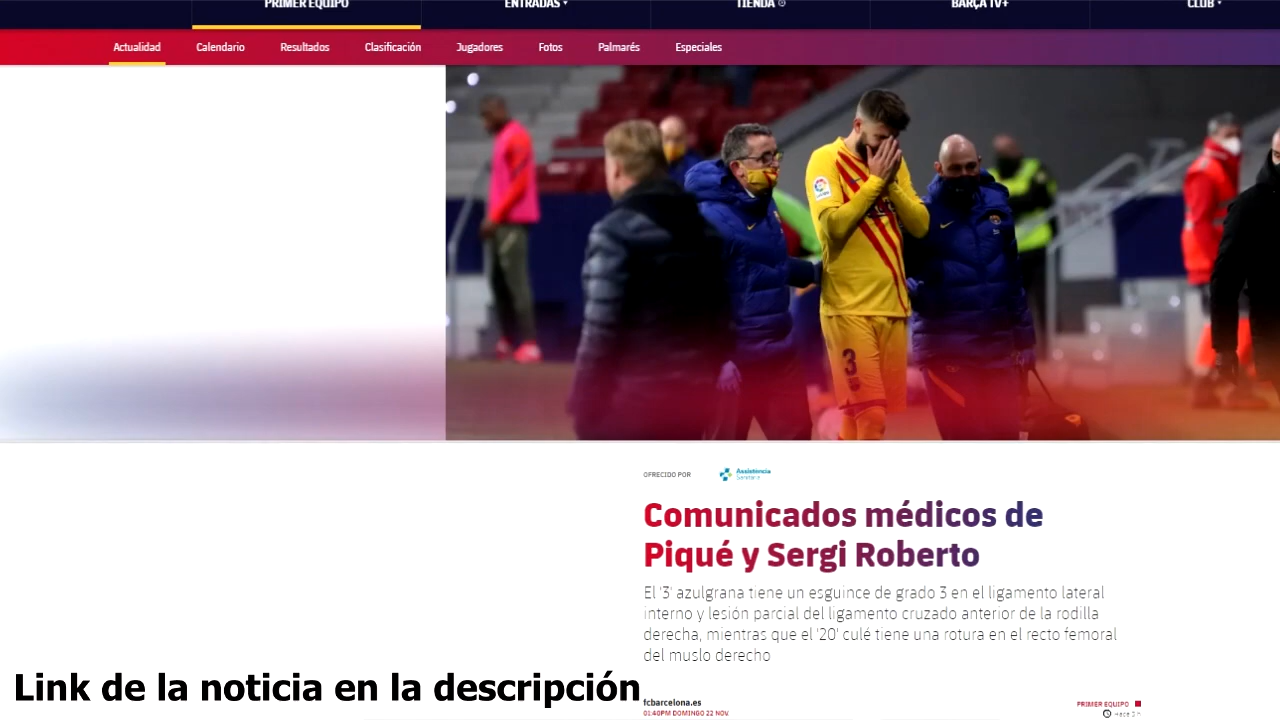 PRIMER EQUIPO
ENTRADAS
TIENDA
BARÇA TV+
CLUB
Actualidad
Calendario
Resultados
Clasificación
Jugadores
Fotos
Palmarés
Especiales
3
OFRECIDO POR
Assistència
Sanitària
Comunicados médicos de
Piqué y Sergi Roberto
El '3' azulgrana tiene un esguince de grado 3 en el ligamento lateral
interno y lesión parcial del ligamento cruzado anterior de la rodilla
derecha, mientras que el '20' culé tiene una rotura en el recto femoral
del muslo derecho
Link de la noticia en la descripción
fcbarcelona.es
01:40PM DOMINGO 22 NOV.
PRIMER EQUIPO